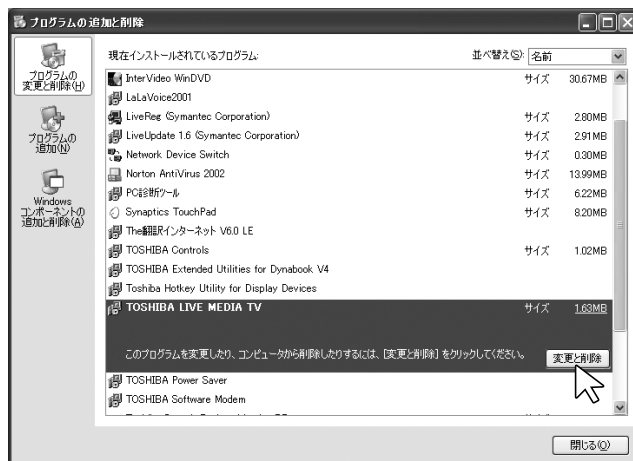 プログラムの追加と削除
プログラムの
変更と削除(H)
プログラムの
追加(N)
Windows
コンポーネントの
追加と削除(A)
現在インストールされているプログラム:
並べ替え(S): 名前
InterVideo WinDVD サイズ 30.67MB
LaLaVoice2001
LiveReg (Symantec Corporation) サイズ 2.80MB
LiveUpdate 1.6 (Symantec Corporation) サイズ 2.91MB
Network Device Switch サイズ 0.30MB
Norton AntiVirus 2002 サイズ 13.99MB
PC診断ツール サイズ 6.22MB
Synaptics TouchPad サイズ 8.20MB
The翻訳インターネット V6.0 LE
TOSHIBA Controls サイズ 1.02MB
TOSHIBA Extended Utilities for Dynabook V4
Toshiba Hotkey Utility for Display Devices
TOSHIBA LIVE MEDIA TV サイズ 1.63MB
このプログラムを変更したり、コンピュータから削除したりするには、[変更と削除] をクリックしてください。 変更と削除
TOSHIBA Power Saver
TOSHIBA Software Modem
閉じる(O)